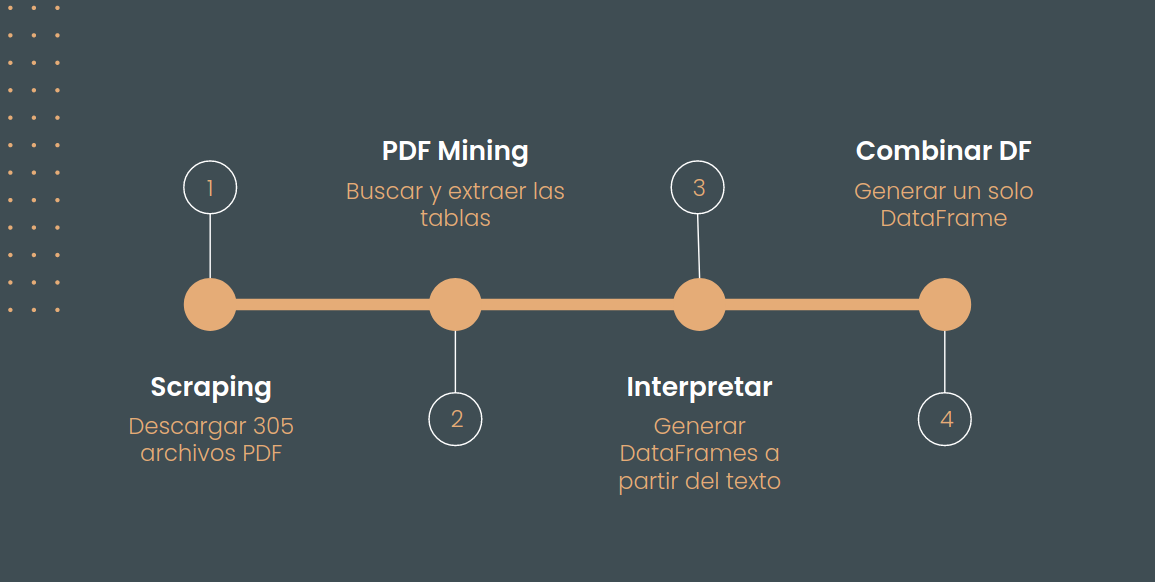 1
Scraping
Descargar 305
archivos PDF
PDF Mining
Buscar y extraer las
tablas
2
3
Interpretar
Generar
DataFrames a
partir del texto
Combinar DF
Generar un solo
DataFrame
4